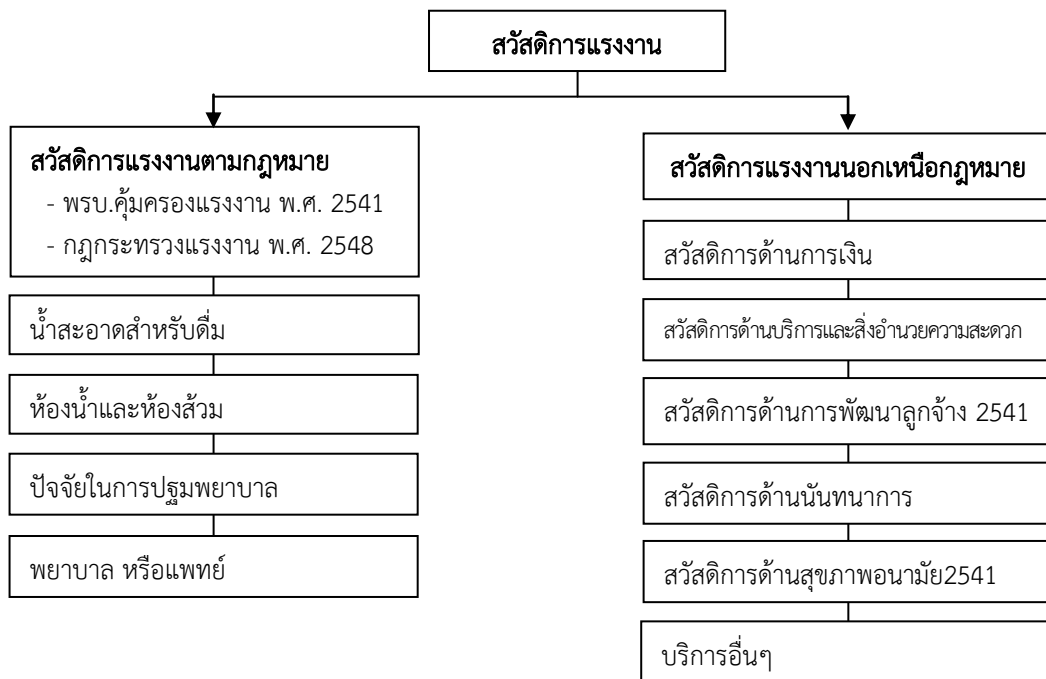 สวัสดิการแรงงาน
สวัสดิการแรงงานตามกฎหมาย
- พรบ.คุ้มครองแรงงาน พ.ศ. 2541
- กฎกระทรวงแรงงาน พ.ศ. 2548
น้ำสะอาดสำหรับดื่ม
ห้องน้ำและห้องส้วม
ปัจจัยในการปฐมพยาบาล
พยาบาล หรือแพทย์
สวัสดิการแรงงานนอกเหนือกฎหมาย
สวัสดิการด้านการเงิน
สวัสดิการด้านบริการและสิ่งอำนวยความสะดวก
สวัสดิการด้านการพัฒนาลูกจ้าง 2541
สวัสดิการด้านนันทนาการ
สวัสดิการด้านสุขภาพอนามัย2541
บริการอื่นๆ